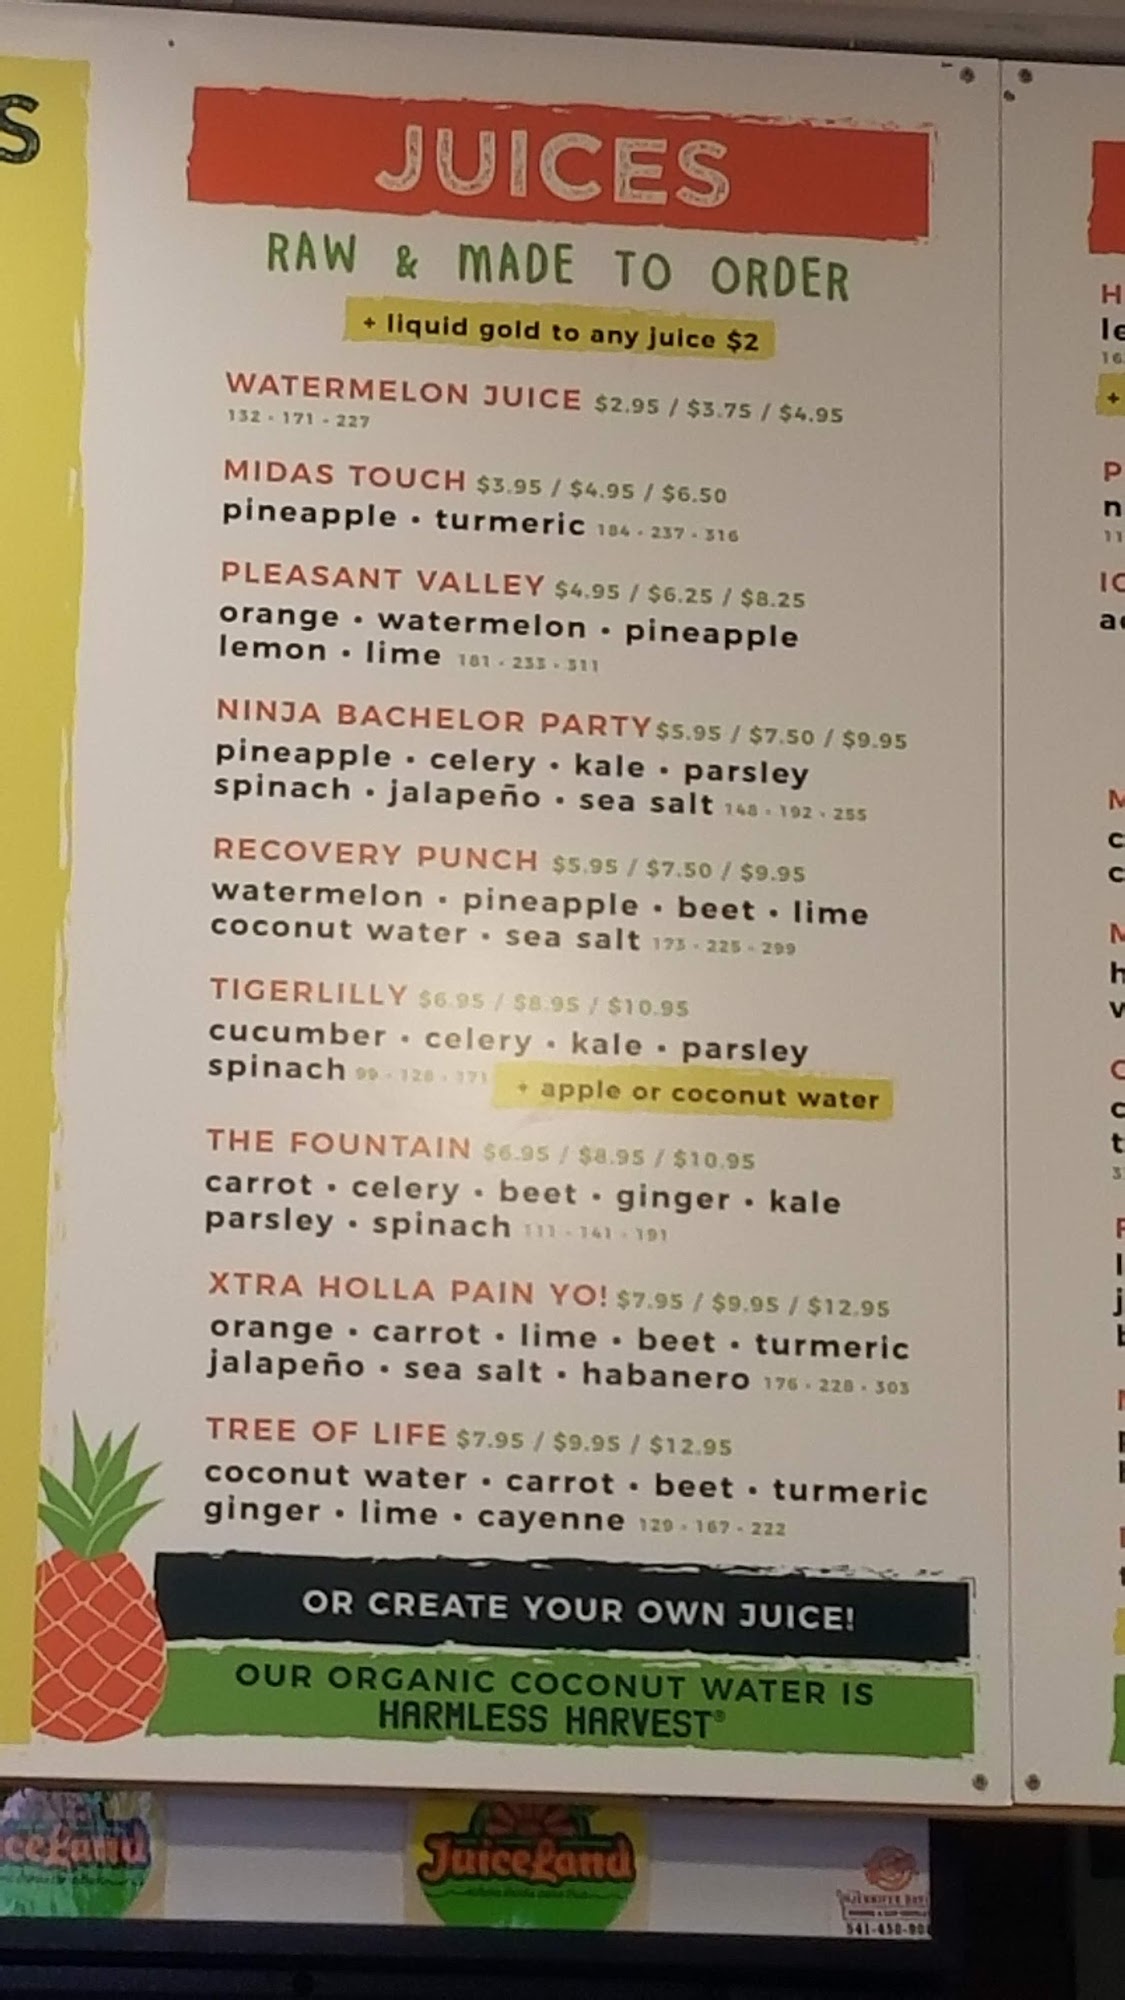 S
JUICES
RAW & MADE TO ORDER
+ liquid gold to any juice $2
WATERMELON JUICE $2.95 / $3.75 / $4.95
132 - 171 - 227
MIDAS TOUCH $3.95 / $4.95 / $6.50
pineapple • turmeric 184 - 237 - 316
PLEASANT VALLEY $4.95 / $6.25 / $8.25
orange • watermelon • pineapple
lemon • lime 181 - 233 - 311
NINJA BACHELOR PARTY $5.95 / $7.50 / $9.95
pineapple • celery • kale • parsley
spinach • jalapeño • sea salt 148 - 192 - 255
RECOVERY PUNCH $5.95 / $7.50 / $9.95
watermelon • pineapple • beet • lime
coconut water • sea salt 173 - 225 - 299
TIGERLILLY $6.95 / $8.95 / $10.95
cucumber • celery • kale • parsley
spinach 99 - 128 - 171 + apple or coconut water
THE FOUNTAIN $6.95 / $8.95 / $10.95
carrot • celery • beet • ginger • kale
parsley • spinach 111 - 141 - 191
XTRA HOLLA PAIN YO! $7.95 / $9.95 / $12.95
orange • carrot • lime • beet • turmeric
jalapeño • sea salt • habanero 176 - 228 - 303
TREE OF LIFE $7.95 / $9.95 / $12.95
coconut water • carrot • beet • turmeric
ginger • lime • cayenne 129 - 167 - 222
OR CREATE YOUR OWN JUICE!
OUR ORGANIC COCONUT WATER IS
HARMLESS HARVEST®
JuiceLand